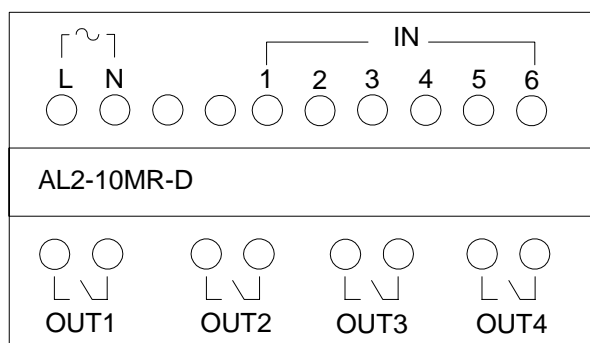 IN
L N 1 2 3 4 5 6
AL2-10MR-D
OUT1 OUT2 OUT3 OUT4